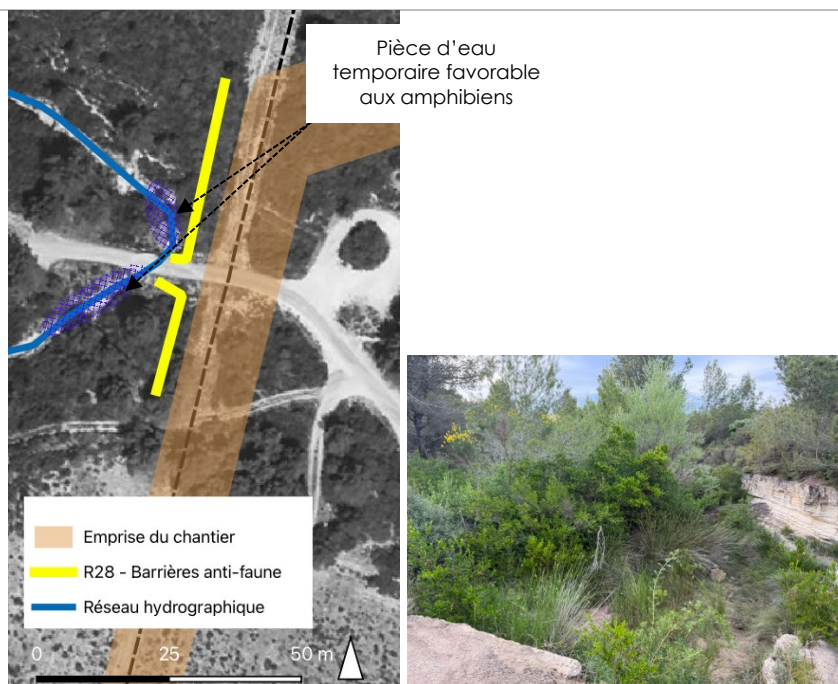 Pièce d’eau
temporaire favorable
aux amphibiens
Emprise du chantier
R28 - Barrières anti-faune
Réseau hydrographique
0 25 50 m